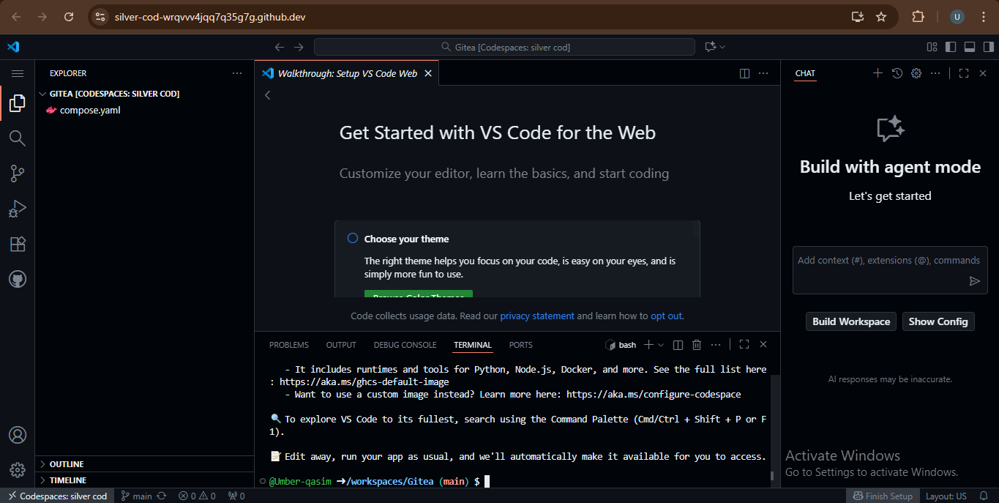 silver-cod-wrqvvv4jqq7q35g7g.github.dev
U
Gitea [Codespaces: silver cod]
EXPLORER
GITEA [CODESPACES: SILVER COD]
compose.yaml
OUTLINE
TIMELINE
Walkthrough: Setup VS Code Web
Get Started with VS Code for the Web
Customize your editor, learn the basics, and start coding
Choose your theme
The right theme helps you focus on your code, is easy on your eyes, and is
simply more fun to use.
Browse Color Themes
Code collects usage data. Read our privacy statement and learn how to opt out.
PROBLEMS OUTPUT DEBUG CONSOLE TERMINAL PORTS
bash
- It includes runtimes and tools for Python, Node.js, Docker, and more. See the full list here
: https://aka.ms/ghcs-default-image
- Want to use a custom image instead? Learn more here: https://aka.ms/configure-codespace
🔍 To explore VS Code to its fullest, search using the Command Palette (Cmd/Ctrl + Shift + P or F
1).
📝 Edit away, run your app as usual, and we'll automatically make it available for you to access.
@Umber-qasim ➜/workspaces/Gitea (main) $
CHAT
Build with agent mode
Let's get started
Add context (#), extensions (@), commands
Build Workspace
Show Config
AI responses may be inaccurate.
Activate Windows
Go to Settings to activate Windows.
Codespaces: silver cod
main
0 0
0
Finish Setup
Layout: US